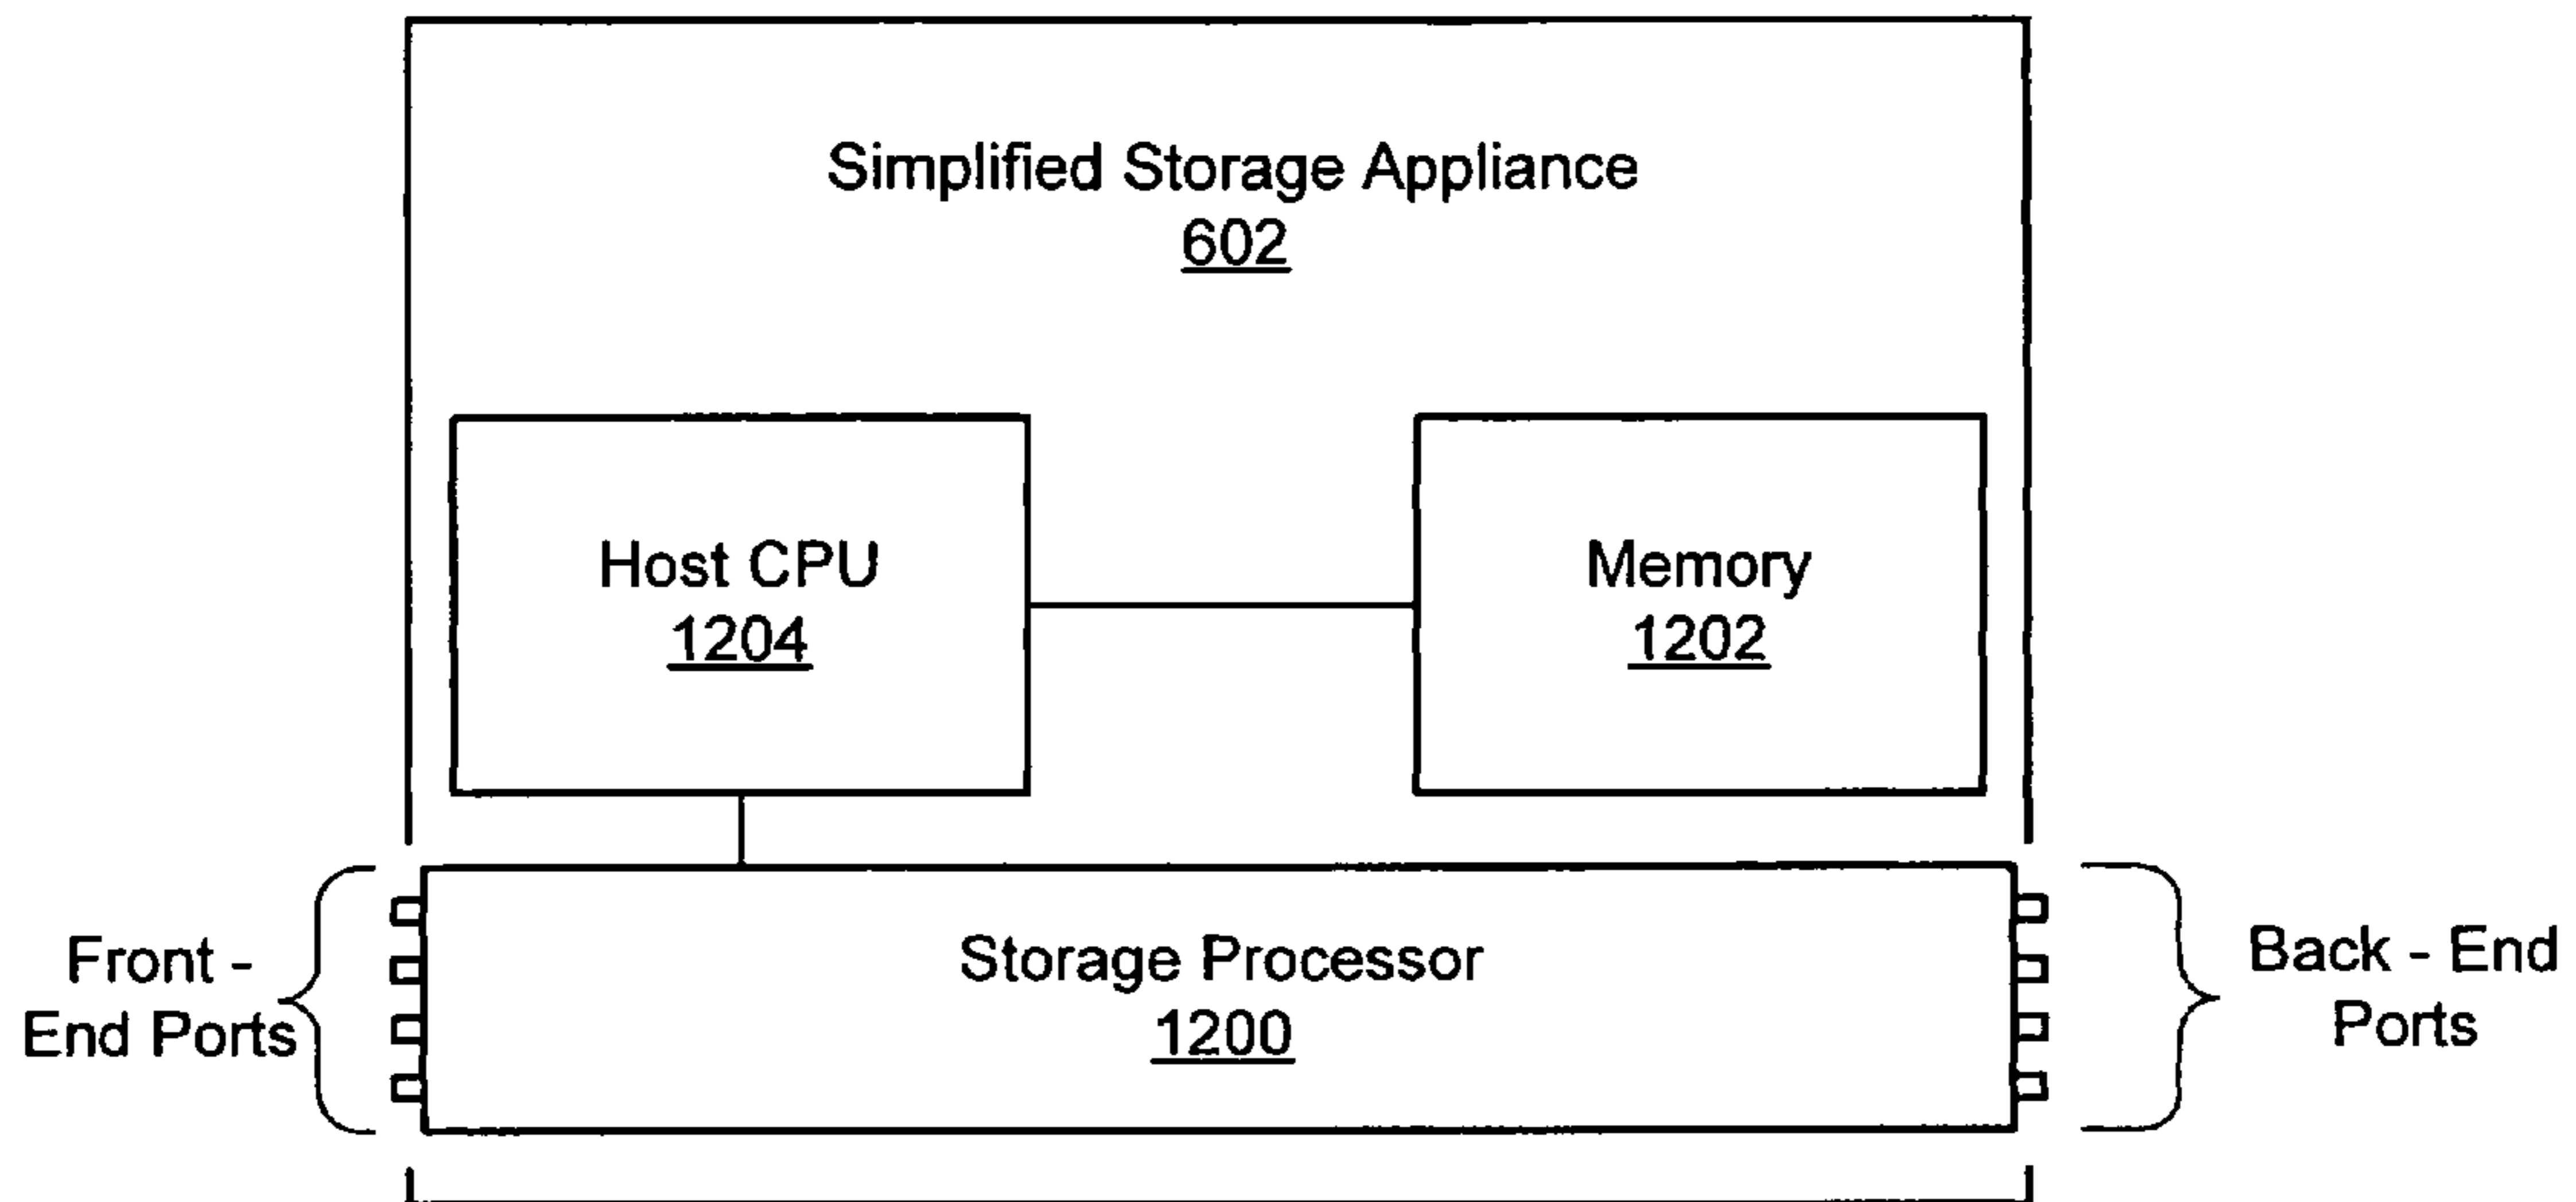 Simplified Storage Appliance
602
Host CPU
1204
Memory
1202
Front -
End Ports
Storage Processor
1200
Back - End
Ports